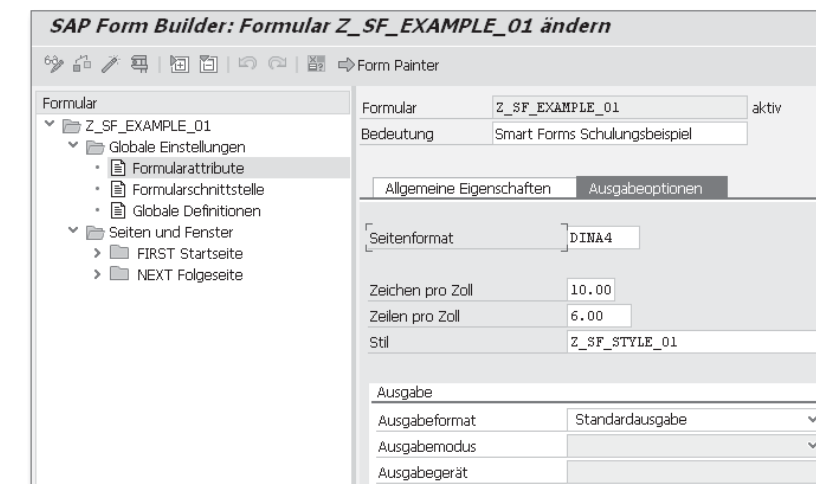 SAP Form Builder: Formular Z_SF_EXAMPLE_01 ändern
Form Painter
Formular
Z_SF_EXAMPLE_01
Globale Einstellungen
Formularattribute
Formularschnittstelle
Globale Definitionen
Seiten und Fenster
FIRST Startseite
NEXT Folgeseite
Formular Z_SF_EXAMPLE_01 aktiv
Bedeutung Smart Forms Schulungsbeispiel
Allgemeine Eigenschaften Ausgabeoptionen
Seitenformat DINA4
Zeichen pro Zoll 10.00
Zeilen pro Zoll 6.00
Stil Z_SF_STYLE_01
Ausgabe
Ausgabeformat Standardausgabe
Ausgabemodus
Ausgabegerät